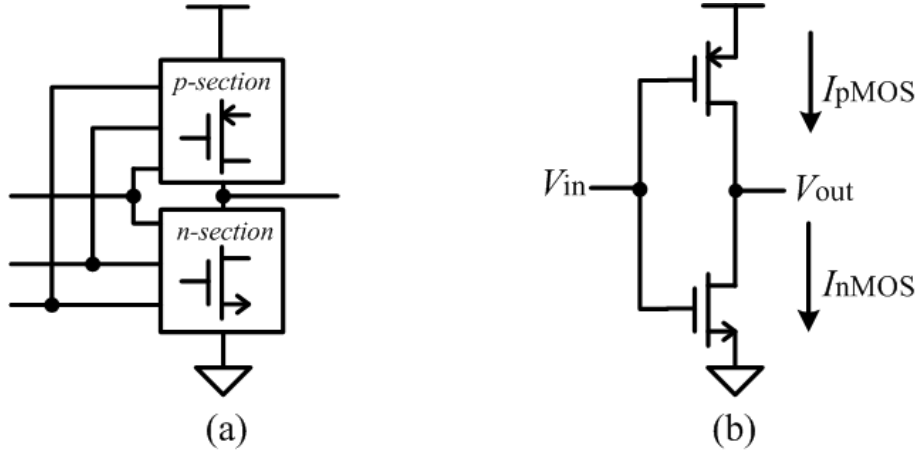 p-section
n-section
(a)
IpMOS
Vin
Vout
InMOS
(b)